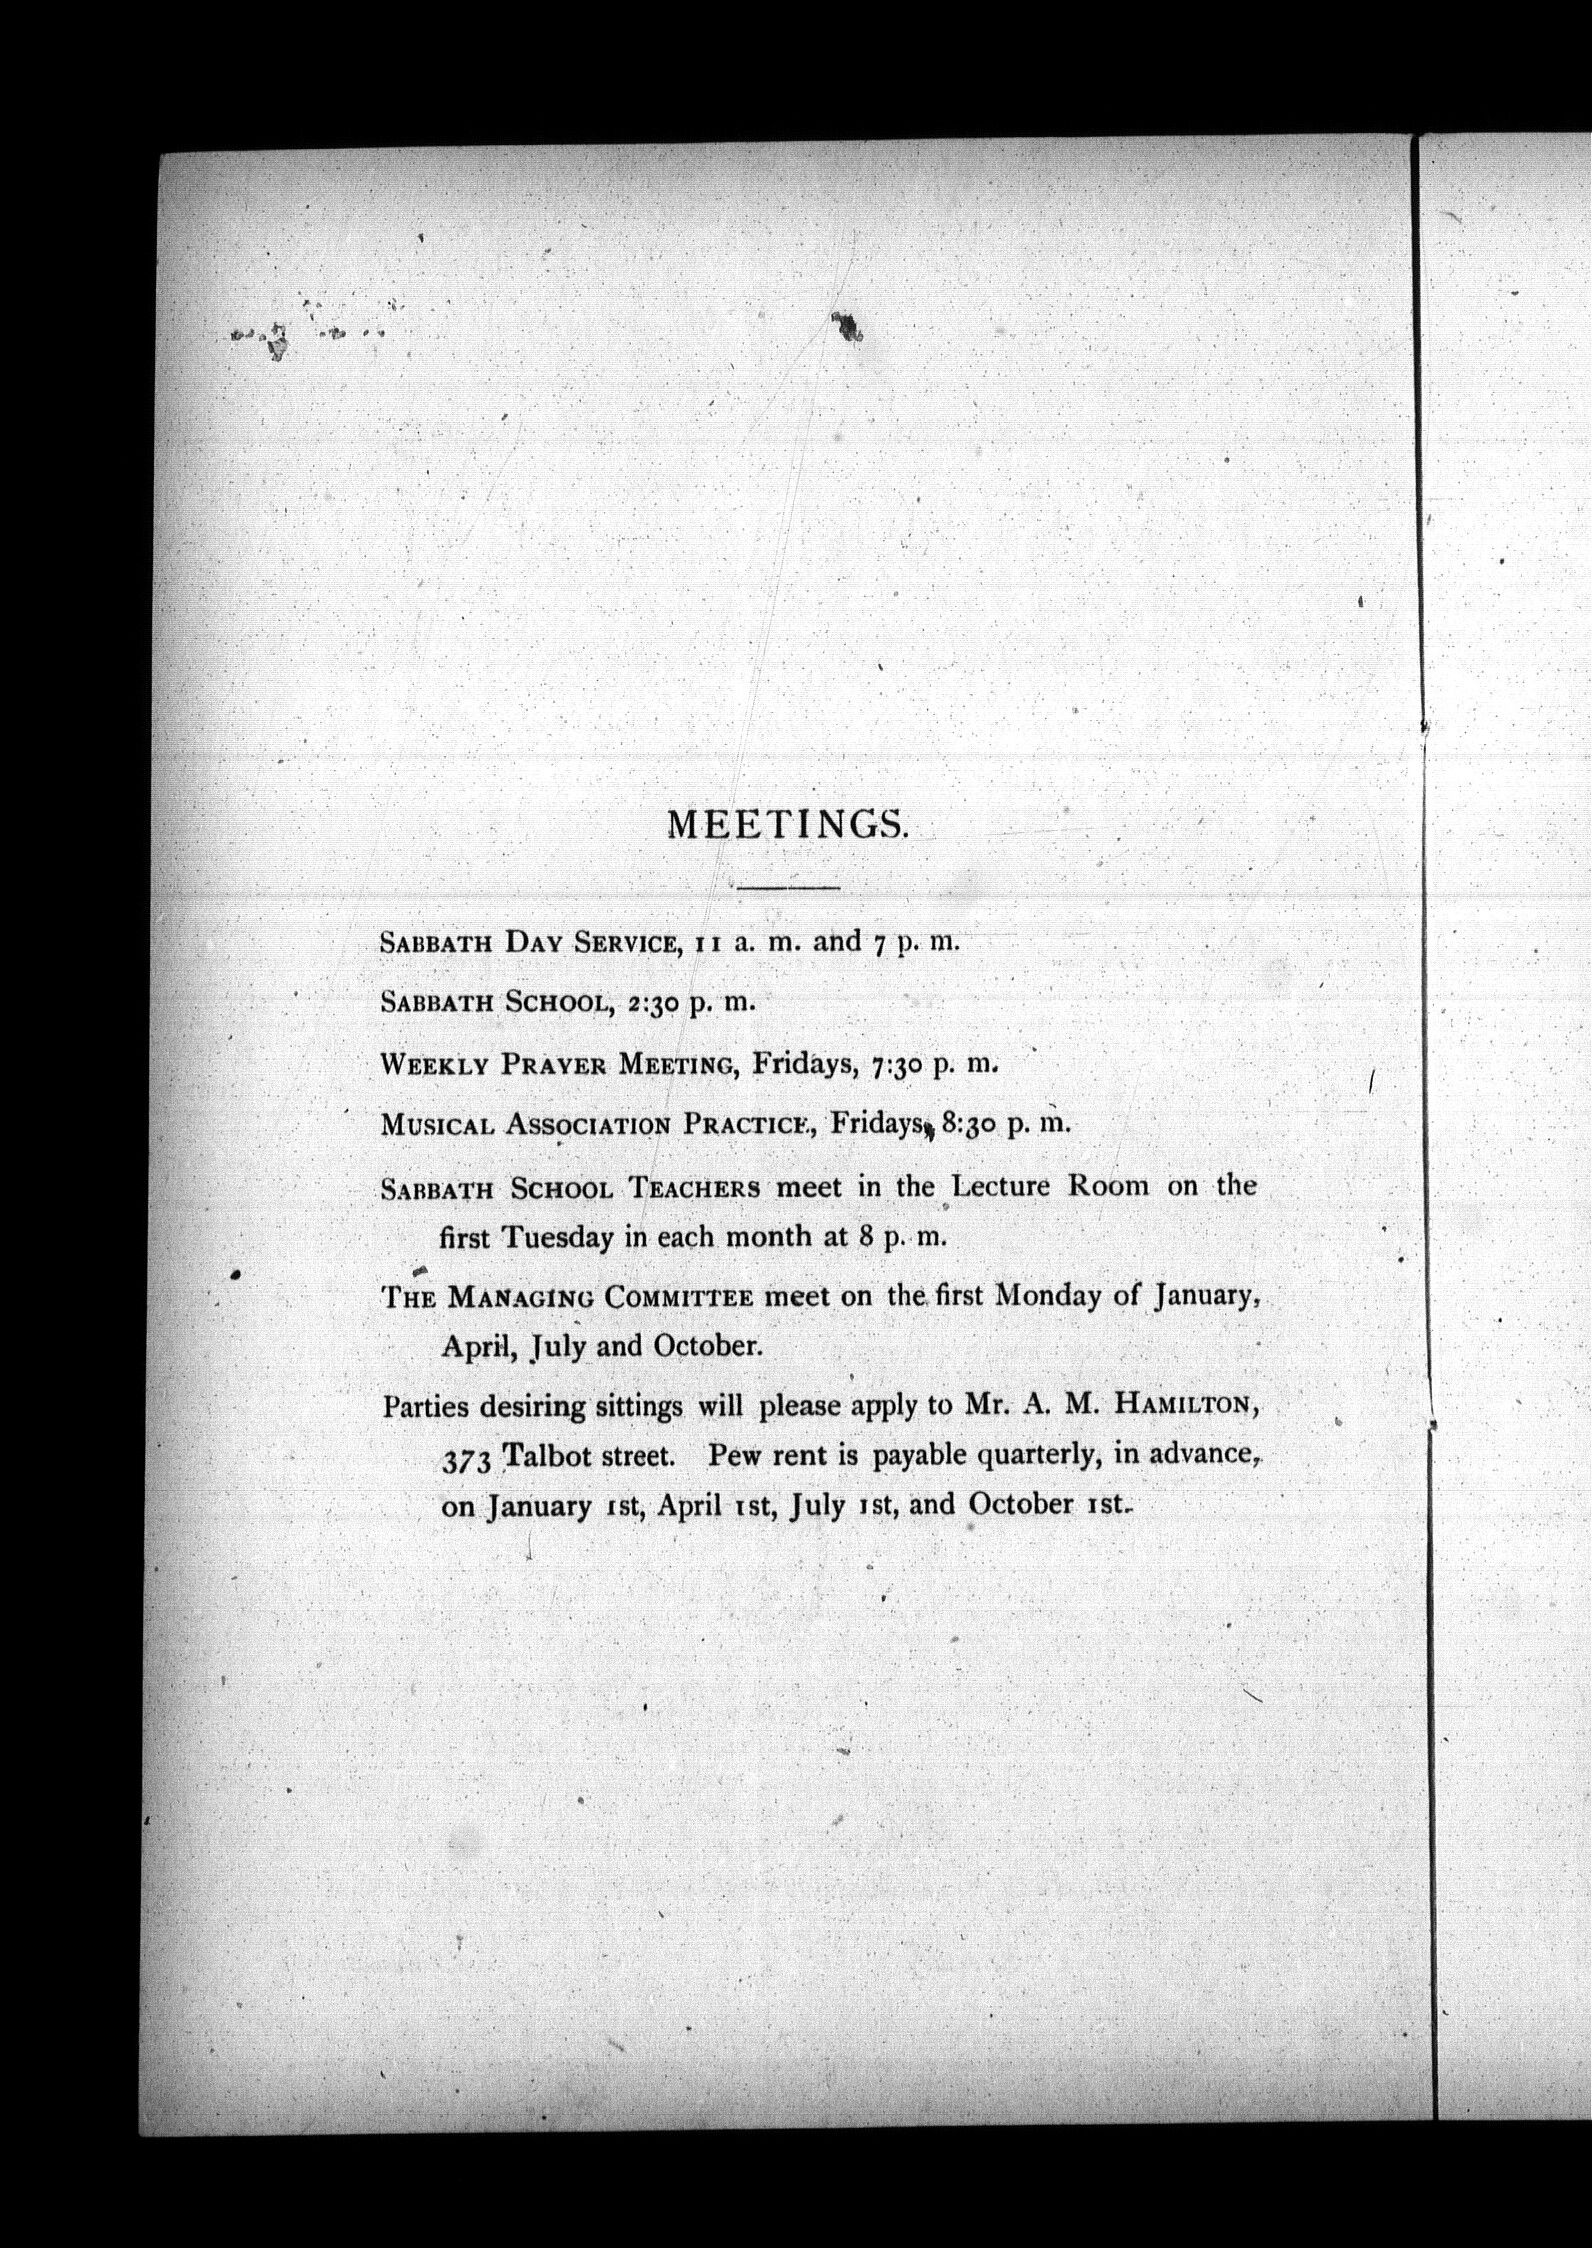 MEETINGS.
SABBATH DAY SERVICE, 11 a. m. and 7 p. m.
SABBATH SCHOOL, 2:30 p. m.
WEEKLY PRAYER MEETING, Fridays, 7:30 p. m.
MUSICAL ASSOCIATION PRACTICE, Fridays, 8:30 p. m.
SABBATH SCHOOL TEACHERS meet in the Lecture Room on the
first Tuesday in each month at 8 p. m.
THE MANAGING COMMITTEE meet on the first Monday of January,
April, July and October.
Parties desiring sittings will please apply to Mr. A. M. HAMILTON,
373 Talbot street. Pew rent is payable quarterly, in advance,
on January 1st, April 1st, July 1st, and October 1st.